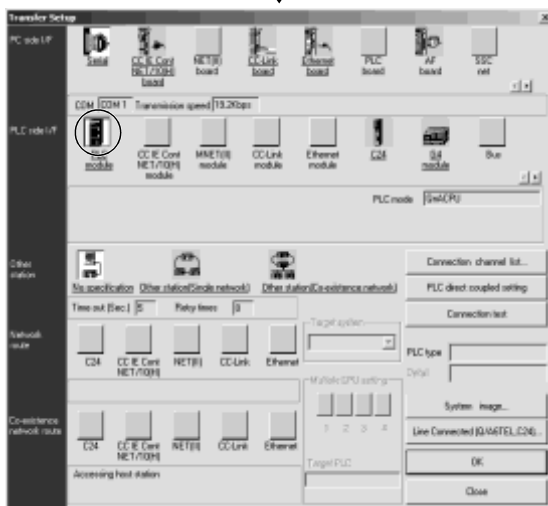 Transfer Setup
PC side I/F
Serial
CC IE Cont NET/10(H) board
NET(II) board
CC-Link board
Ethernet board
PLC board
AF board
SSC net
COM COM 1 Transmission speed 19.2Kbps
PLC side I/F
PLC module
CC IE Cont NET/10(H) module
MNET(II) module
CC-Link module
Ethernet module
C24
G4 module
Bus
PLC mode QnACPU
Other station
No specification
Other station(Single network)
Other station(Co-existence network)
Time out (Sec.) 5 Retry times 0
Connection channel list...
PLC direct coupled setting
Connection test
PLC type
Detail
System image...
Line Connected (Q/A6TEL,C24)...
OK
Close
Target system
Multiple CPU setting
1 2 3 4
Target PLC
Network route
C24
CC IE Cont NET/10(H)
NET(II)
CC-Link
Ethernet
Co-existence network route
C24
CC IE Cont NET/10(H)
NET(II)
CC-Link
Ethernet
Accessing host station